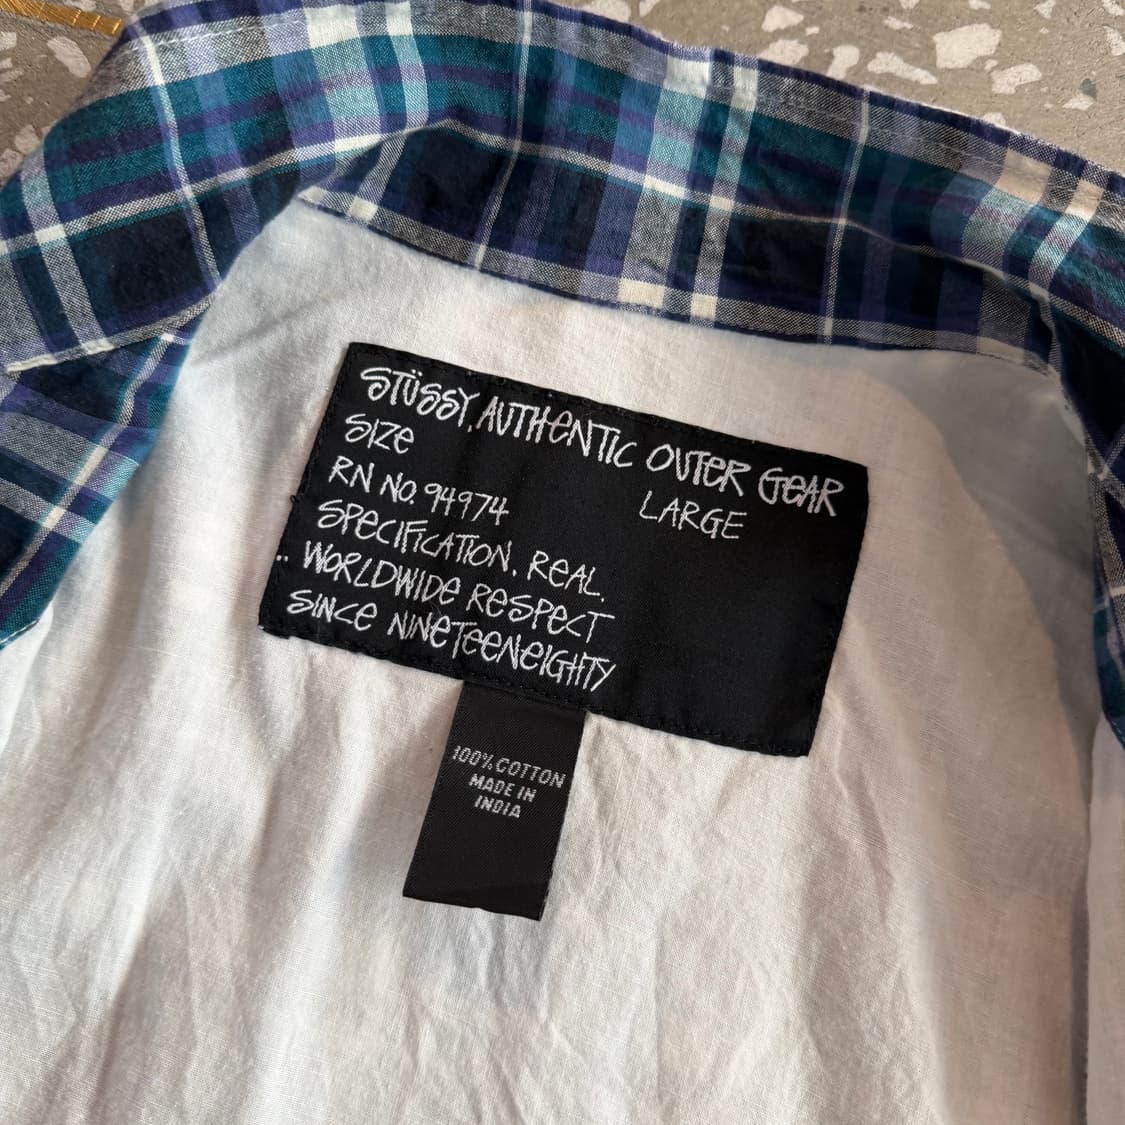 STÜSSY, AUTHENTIC OUTER GEAR
SIZE LARGE
RN NO. 94974
SPECIFICATION. REAL.
WORLDWIDE RESPECT
SINCE NINETEENEIGHTY
100% COTTON
MADE IN
INDIA